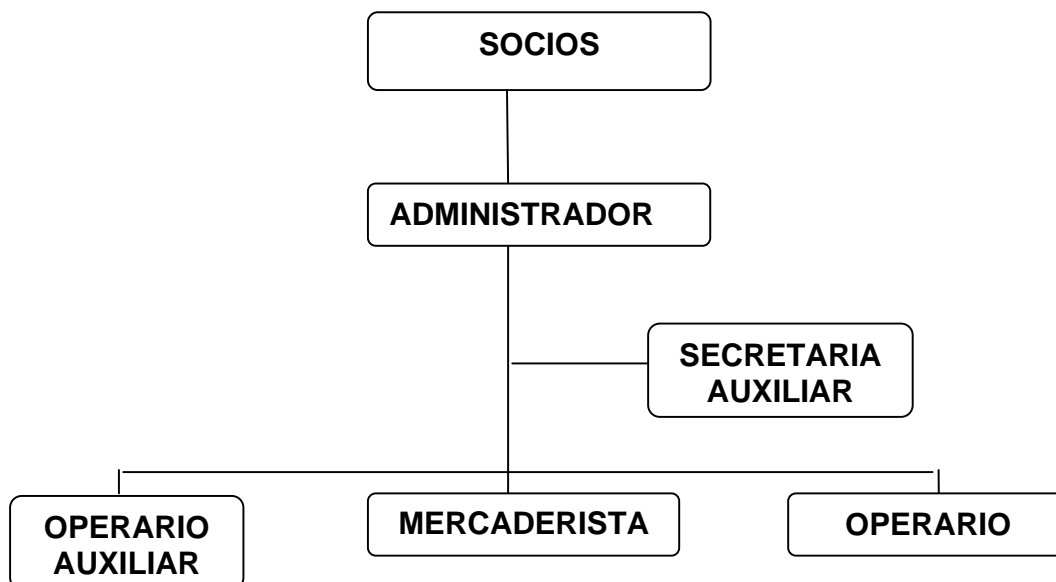 SOCIOS
ADMINISTRADOR
SECRETARIA
AUXILIAR
OPERARIO
AUXILIAR
MERCADERISTA
OPERARIO